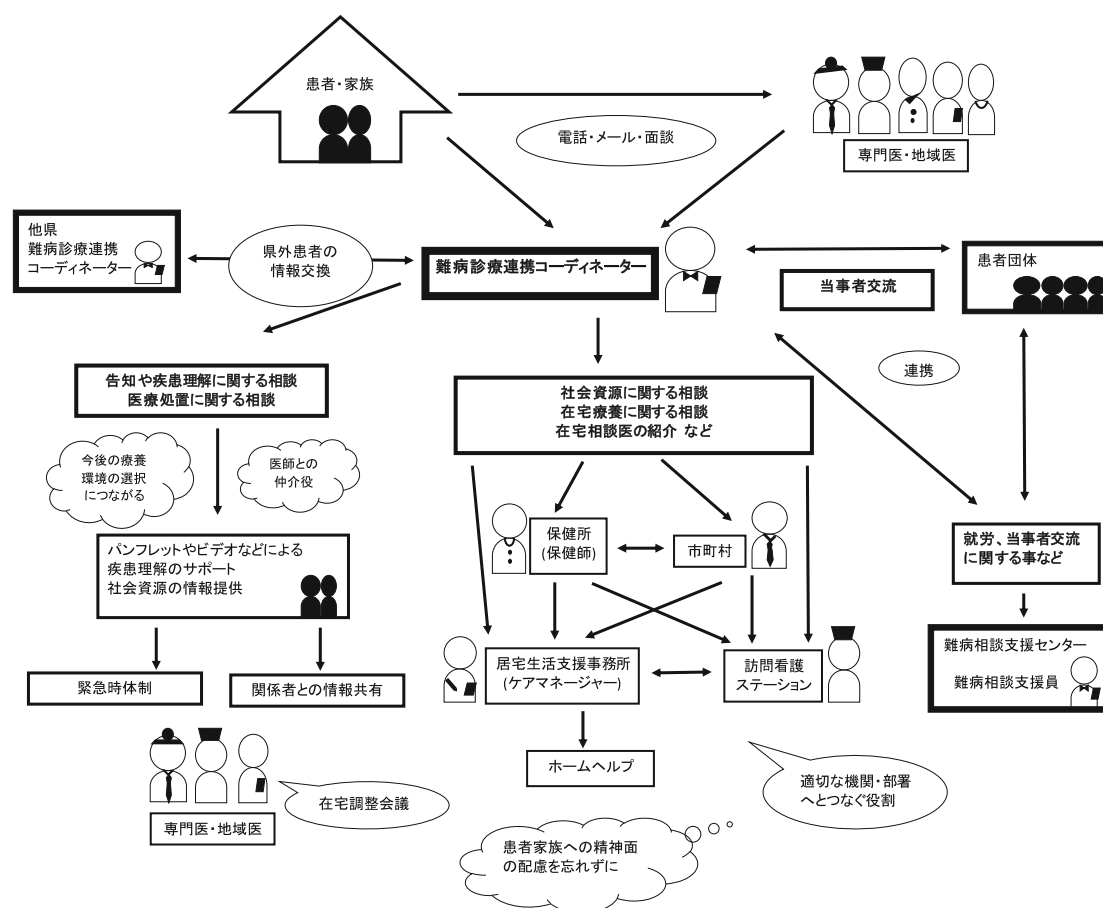 患者・家族
電話・メール・面談
専門医・地域医
他県
難病診療連携
コーディネーター
県外患者の
情報交換
難病診療連携コーディネーター
当事者交流
患者団体
連携
告知や疾患理解に関する相談
医療処置に関する相談
社会資源に関する相談
在宅療養に関する相談
在宅相談医の紹介 など
今後の療養
環境の選択
につながる
医師との
仲介役
パンフレットやビデオなどによる
疾患理解のサポート
社会資源の情報提供
保健所
(保健師)
市町村
就労、当事者交流
に関する事など
緊急時体制
関係者との情報共有
居宅生活支援事務所
(ケアマネージャー)
訪問看護
ステーション
難病相談支援センター
難病相談支援員
ホームヘルプ
専門医・地域医
在宅調整会議
適切な機関・部署
へとつなぐ役割
患者家族への精神面
の配慮を忘れずに